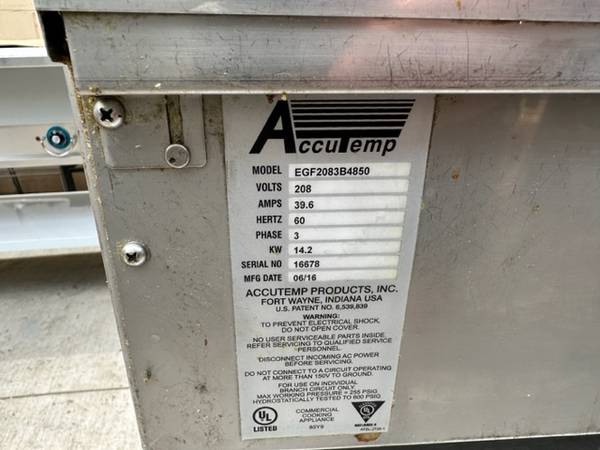 AccuTemp
MODEL EGF2083B4850
VOLTS 208
AMPS 39.6
HERTZ 60
PHASE 3
KW 14.2
SERIAL NO 16678
MFG DATE 06/16
ACCUTEMP PRODUCTS, INC.
FORT WAYNE, INDIANA USA
U.S. PATENT NO. 6,539,839
WARNING:
TO PREVENT ELECTRICAL SHOCK,
DO NOT OPEN COVER.
NO USER SERVICEABLE PARTS INSIDE.
REFER SERVICING TO QUALIFIED SERVICE
PERSONNEL.
DISCONNECT INCOMING AC POWER
BEFORE SERVICING.
DO NOT CONNECT TO A CIRCUIT OPERATING
AT MORE THAN 150V TO GROUND.
FOR USE ON INDIVIDUAL
BRANCH CIRCUIT ONLY.
MAX WORKING PRESSURE = 255 PSIG
HYDROSTATICALLY TESTED TO 600 PSIG
UL
LISTED
COMMERCIAL
COOKING
APPLIANCE
UL